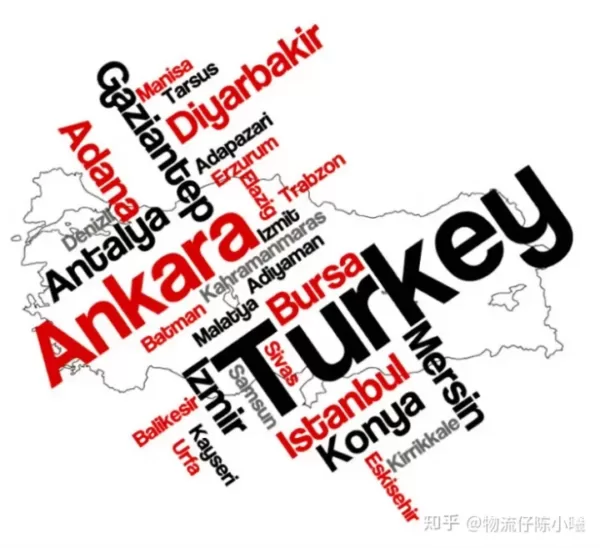 Manisa
Tarsus
Gaziantep
Diyarbakir
Adana
Adapazari
Erzurum
Elazig
Trabzon
Denizli
Antalya
Izmit
Ankara
Kahramanmaras
Adiyaman
Batman
Malatya
Bursa
Turkey
Izmir
Samsun
Sivas
Istanbul
Mersin
Balikesir
Urfa
Kayseri
Konya
Kirrikkale
Eskisehir
知乎 @物流仔陈小曦